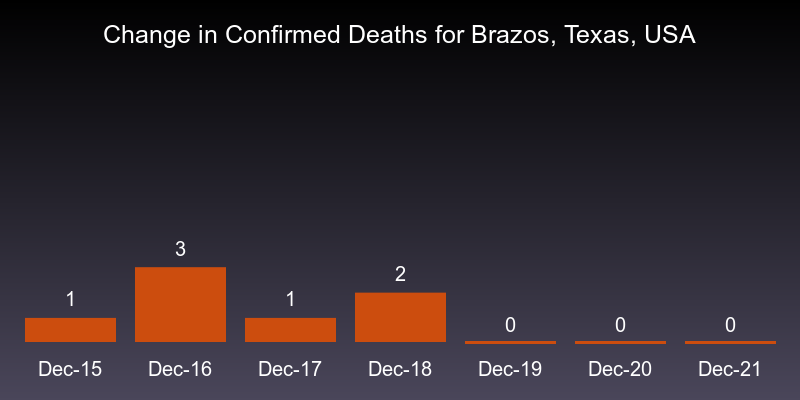 Change in Confirmed Deaths for Brazos, Texas, USA
1 3 1 2 0 0 0
Dec-15 Dec-16 Dec-17 Dec-18 Dec-19 Dec-20 Dec-21